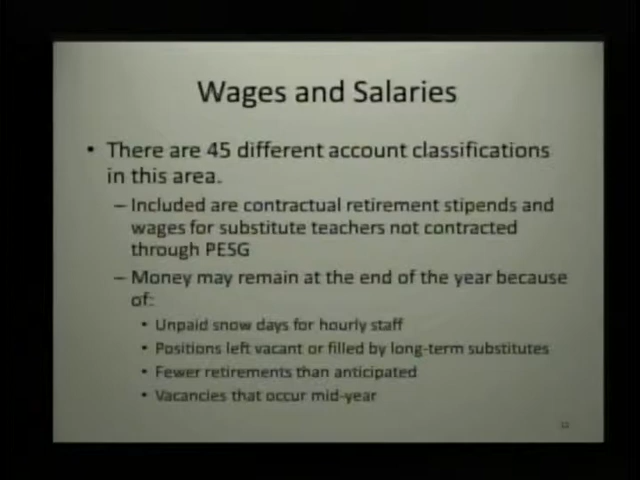 Wages and Salaries
• There are 45 different account classifications
in this area.
– Included are contractual retirement stipends and
wages for substitute teachers not contracted
through PESG
– Money may remain at the end of the year because
of:
• Unpaid snow days for hourly staff
• Positions left vacant or filled by long-term substitutes
• Fewer retirements than anticipated
• Vacancies that occur mid-year